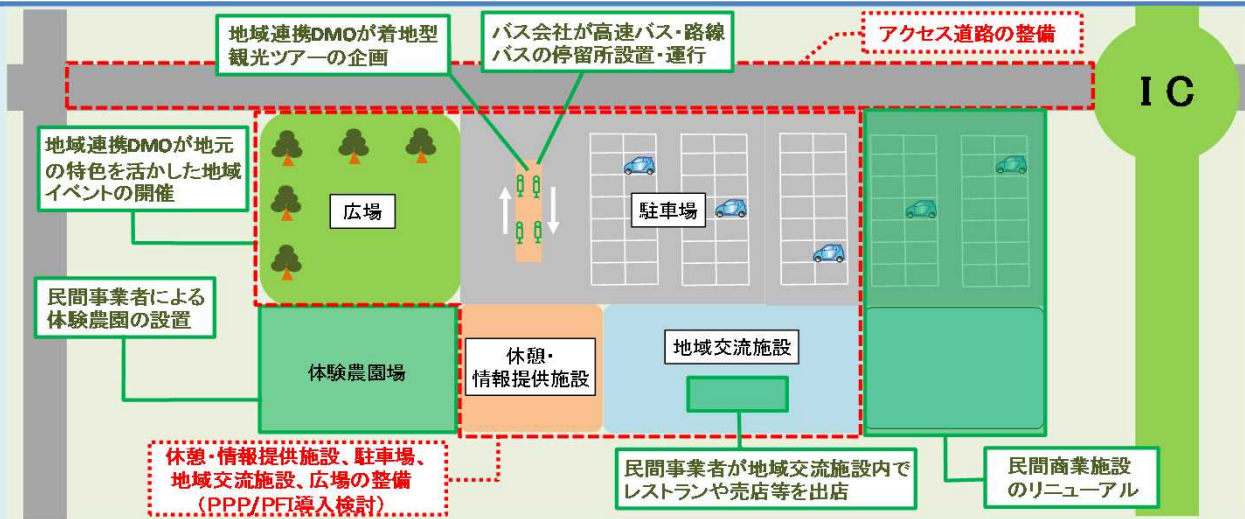 地域連携DMOが着地型
観光ツアーの企画
バス会社が高速バス・路線
バスの停留所設置・運行
アクセス道路の整備
IC
地域連携DMOが地元
の特色を活かした地域
イベントの開催
広場
駐車場
民間事業者による
体験農園の設置
体験農園場
休憩・
情報提供施設
地域交流施設
休憩・情報提供施設、駐車場、
地域交流施設、広場の整備
(PPP/PFI導入検討)
民間事業者が地域交流施設内で
レストランや売店等を出店
民間商業施設
のリニューアル